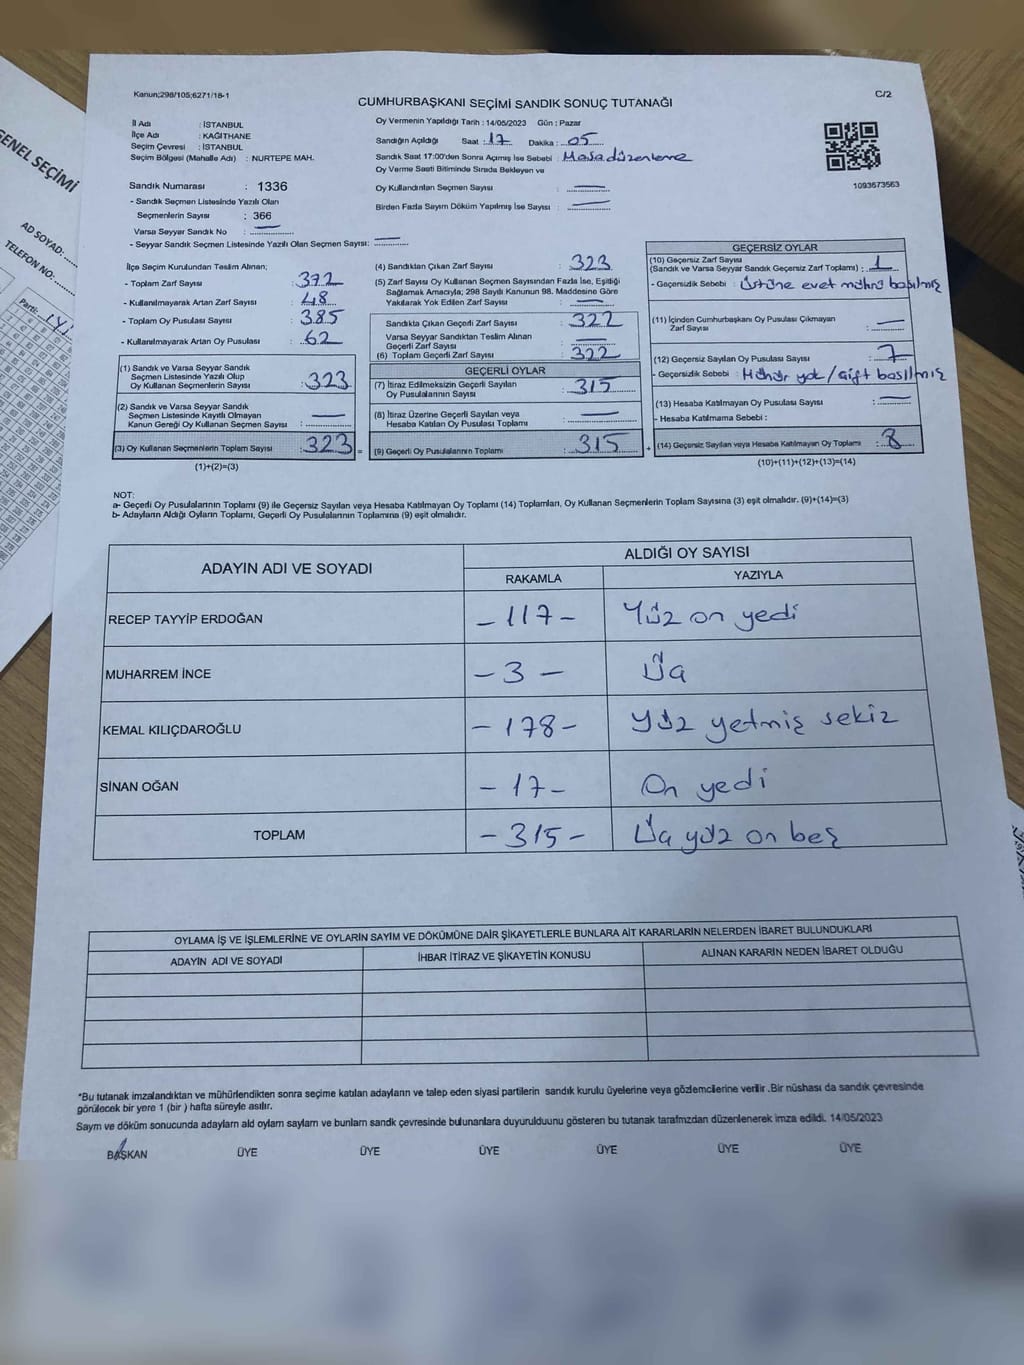 Kanun;298/105;6271/18-1
C/2
CUMHURBAŞKANI SEÇİMİ SANDIK SONUÇ TUTANAĞI
İl Adı : İSTANBUL
İlçe Adı : KAĞITHANE
Seçim Çevresi : İSTANBUL
Seçim Bölgesi (Mahalle Adı) : NURTEPE MAH.
Sandık Numarası : 1336
- Sandık Seçmen Listesinde Yazılı Olan
Seçmenlerin Sayısı : 366
Varsa Seyyar Sandık No :
- Seyyar Sandık Seçmen Listesinde Yazılı Olan Seçmen Sayısı:
Oy Vermenin Yapıldığı Tarih : 14/05/2023 Gün : Pazar
Sandığın Açıldığı Saat : 17 Dakika : 05
Sandık Saat 17:00'den Sonra Açımış İse Sebebi : Masa düzenleme
Oy Verme Saati Bitiminde Sırada Bekleyen ve
Oy Kullandırılan Seçmen Sayısı : —
Birden Fazla Sayım Döküm Yapılmış İse Sayısı : —
1093673563
İlçe Seçim Kurulundan Teslim Alınan;
- Toplam Zarf Sayısı : 372
- Kullanılmayarak Artan Zarf Sayısı : 48
- Toplam Oy Pusulası Sayısı : 385
- Kullanılmayarak Artan Oy Pusulası : 62
(1) Sandık ve Varsa Seyyar Sandık
Seçmen Listesinde Yazılı Olup
Oy Kullanan Seçmenlerin Sayısı : 323
(2) Sandık ve Varsa Seyyar Sandık
Seçmen Listesinde Kayıtlı Olmayan
Kanun Gereği Oy Kullanan Seçmen Sayısı : —
(3) Oy Kullanan Seçmenlerin Toplam Sayısı : 323
(1)+(2)=(3)
(4) Sandıktan Çıkan Zarf Sayısı : 323
(5) Zarf Sayısı Oy Kullanan Seçmen Sayısından Fazla İse, Eşitliği
Sağlamak Amacıyla; 298 Sayılı Kanunun 98. Maddesine Göre
Yakılarak Yok Edilen Zarf Sayısı : —
Sandıkta Çıkan Geçerli Zarf Sayısı : 322
Varsa Seyyar Sandıktan Teslim Alınan
Geçerli Zarf Sayısı : —
(6) Toplam Geçerli Zarf Sayısı : 322
GEÇERLİ OYLAR
(7) İtiraz Edilmeksizin Geçerli Sayılan
Oy Pusulalarının Sayısı : 315
(8) İtiraz Üzerine Geçerli Sayılan veya
Hesaba Katılan Oy Pusulası Toplamı : —
= (9) Geçerli Oy Pusulalarının Toplamı : 315 +
GEÇERSİZ OYLAR
(10) Geçersiz Zarf Sayısı
(Sandık ve Varsa Seyyar Sandık Geçersiz Zarf Toplamı) : 1
- Geçersizlik Sebebi : üstüne evet mührü basılmış
(11) İçinden Cumhurbaşkanı Oy Pusulası Çıkmayan
Zarf Sayısı : —
(12) Geçersiz Sayılan Oy Pusulası Sayısı : 7
- Geçersizlik Sebebi : Mühür yok / çift basılmış
(13) Hesaba Katılmayan Oy Pusulası Sayısı : —
- Hesaba Katılmama Sebebi :
(14) Geçersiz Sayılan veya Hesaba Katılmayan Oy Toplamı : 8
(10)+(11)+(12)+(13)=(14)
NOT:
a- Geçerli Oy Pusulalarının Toplamı (9) ile Geçersiz Sayılan veya Hesaba Katılmayan Oy Toplamı (14) Toplamları, Oy Kullanan Seçmenlerin Toplam Sayısına (3) eşit olmalıdır. (9)+(14)=(3)
b- Adayların Aldığı Oyların Toplamı, Geçerli Oy Pusulalarının Toplamına (9) eşit olmalıdır.
ADAYIN ADI VE SOYADI
ALDIĞI OY SAYISI
RAKAMLA YAZIYLA
RECEP TAYYİP ERDOĞAN - 117 - Yüz on yedi
MUHARREM İNCE - 3 - Üç
KEMAL KILIÇDAROĞLU - 178 - Yüz yetmiş sekiz
SİNAN OĞAN - 17 - On yedi
TOPLAM - 315 - Üç yüz on beş
OYLAMA İŞ VE İŞLEMLERİNE VE OYLARIN SAYIM VE DÖKÜMÜNE DAİR ŞİKAYETLERLE BUNLARA AİT KARARLARIN NELERDEN İBARET BULUNDUKLARI
ADAYIN ADI VE SOYADI İHBAR İTİRAZ VE ŞİKAYETİN KONUSU ALINAN KARARIN NEDEN İBARET OLDUĞU
*Bu tutanak imzalandıktan ve mühürlendikten sonra seçime katılan adayların ve talep eden siyasi partilerin sandık kurulu üyelerine veya gözlemcilerine verilir .Bir nüshası da sandık çevresinde
görülecek bir yere 1 (bir ) hafta süreyle asılır.
Sayım ve döküm sonucunda adayların ald oyların sayıların ve bunların sandk çevresinde bulunanlara duyurulduunu gösteren bu tutanak tarafmzdan düzenlenerek imza edildi. 14/05/2023
BAŞKAN ÜYE ÜYE ÜYE ÜYE ÜYE ÜYE
GENEL SEÇİMİ
AD SOYAD:
TELEFON NO:
Parti: